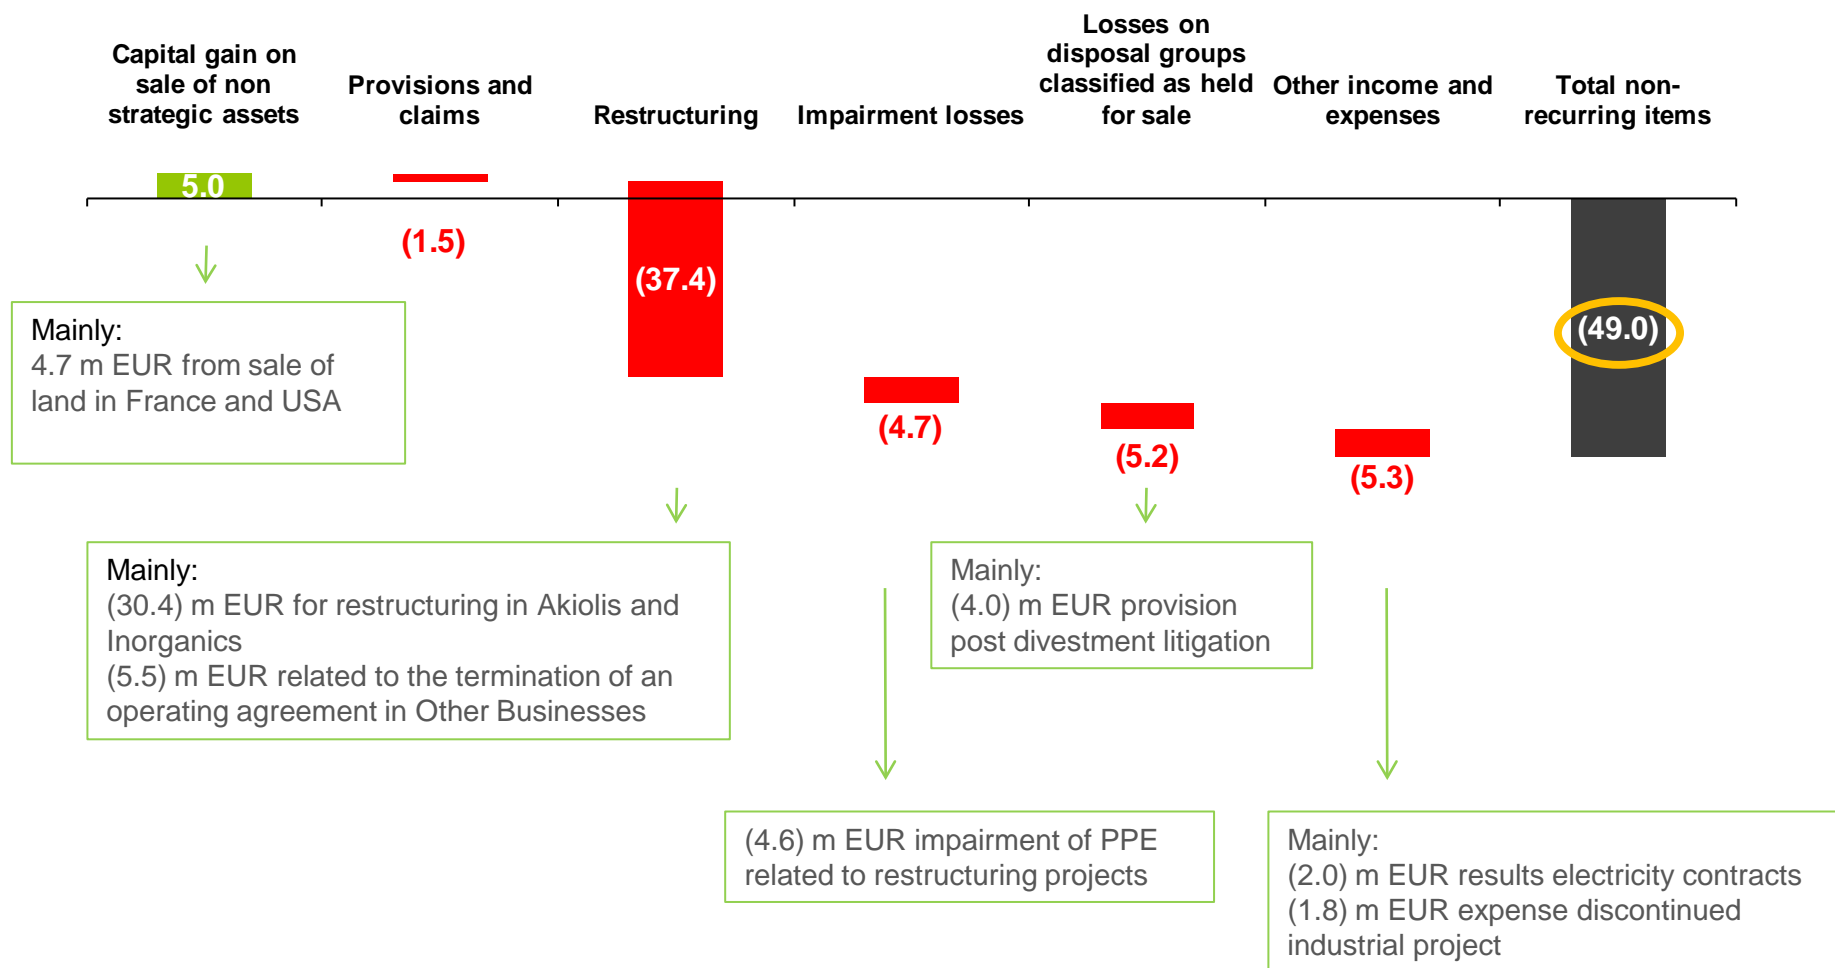 Capital gain on
sale of non
strategic assets
Provisions and
claims
Restructuring
Impairment losses
Losses on
disposal groups
classified as held
for sale
Other income and
expenses
Total non-
recurring items
5.0
(1.5)
(37.4)
(4.7)
(5.2)
(5.3)
(49.0)
Mainly:
4.7 m EUR from sale of
land in France and USA
Mainly:
(30.4) m EUR for restructuring in Akiolis and
Inorganics
(5.5) m EUR related to the termination of an
operating agreement in Other Businesses
Mainly:
(4.0) m EUR provision
post divestment litigation
(4.6) m EUR impairment of PPE
related to restructuring projects
Mainly:
(2.0) m EUR results electricity contracts
(1.8) m EUR expense discontinued
industrial project